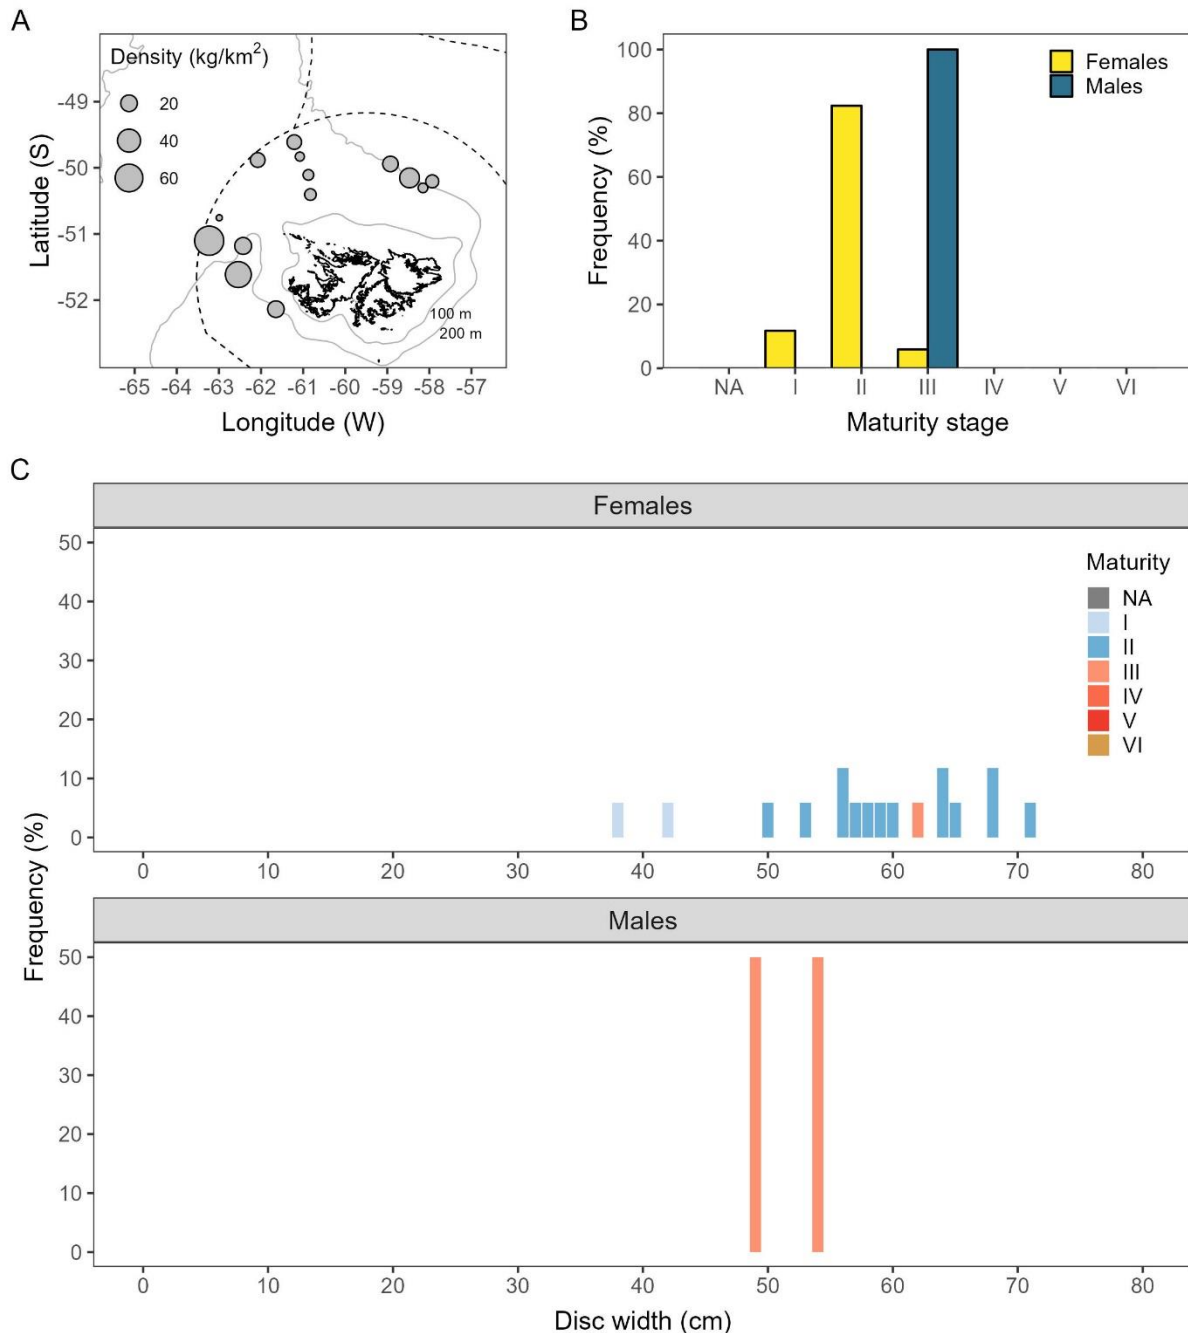 A
Density (kg/km²)
20
40
60
-49
-50
-51
-52
Latitude (S)
100 m
200 m
-65 -64 -63 -62 -61 -60 -59 -58 -57
Longitude (W)
B
Females
Males
100
80
60
40
20
0
Frequency (%)
NA I II III IV V VI
Maturity stage
C
Females
50
40
30
20
10
0
Maturity
NA
I
II
III
IV
V
VI
0 10 20 30 40 50 60 70 80
Frequency (%)
Males
50
40
30
20
10
0
0 10 20 30 40 50 60 70 80
Disc width (cm)